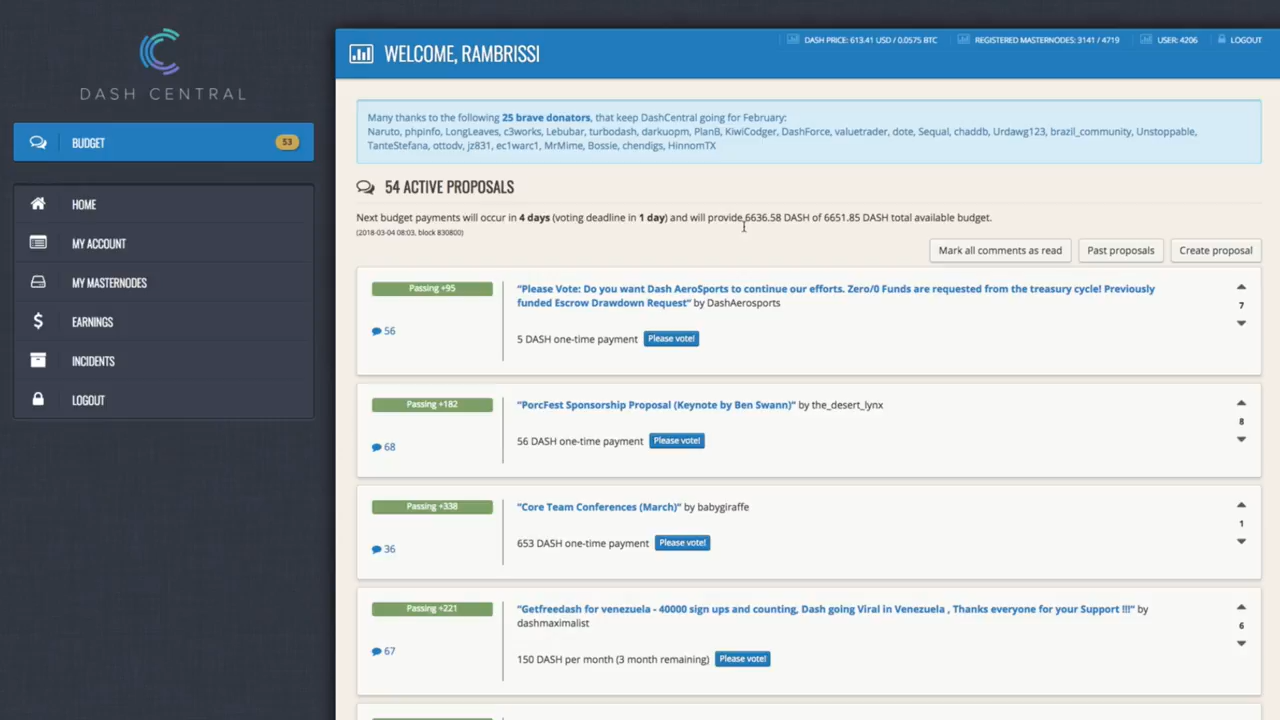 DASH CENTRAL
BUDGET 53
HOME
MY ACCOUNT
MY MASTERNODES
EARNINGS
INCIDENTS
LOGOUT
WELCOME, RAMBRISSI
DASH PRICE: 613.41 USD / 0.0575 BTC
REGISTERED MASTERNODES: 3141 / 4719
USER: 4206
LOGOUT
Many thanks to the following 25 brave donators, that keep DashCentral going for February:
Naruto, phpinfo, LongLeaves, c3works, Lebubar, turbodash, darkuopm, PlanB, KiwiCodger, DashForce, valuetrader, dote, Sequal, chaddb, Urdawg123, brazil_community, Unstoppable,
TanteStefana, ottodv, jz831, ec1warc1, MrMime, Bossie, chendigs, HinnomTX
54 ACTIVE PROPOSALS
Next budget payments will occur in 4 days (voting deadline in 1 day) and will provide 6636.58 DASH of 6651.85 DASH total available budget.
(2018-03-04 08:03, block 830800)
Mark all comments as read
Past proposals
Create proposal
Passing +95
56
"Please Vote: Do you want Dash AeroSports to continue our efforts. Zero/0 Funds are requested from the treasury cycle! Previously
funded Escrow Drawdown Request" by DashAerosports
5 DASH one-time payment Please vote!
7
Passing +182
68
"PorcFest Sponsorship Proposal (Keynote by Ben Swann)" by the_desert_lynx
56 DASH one-time payment Please vote!
8
Passing +338
36
"Core Team Conferences (March)" by babygiraffe
653 DASH one-time payment Please vote!
1
Passing +221
67
"Getfreedash for venezuela - 40000 sign ups and counting, Dash going Viral in Venezuela , Thanks everyone for your Support !!!" by
dashmaximalist
150 DASH per month (3 month remaining) Please vote!
6